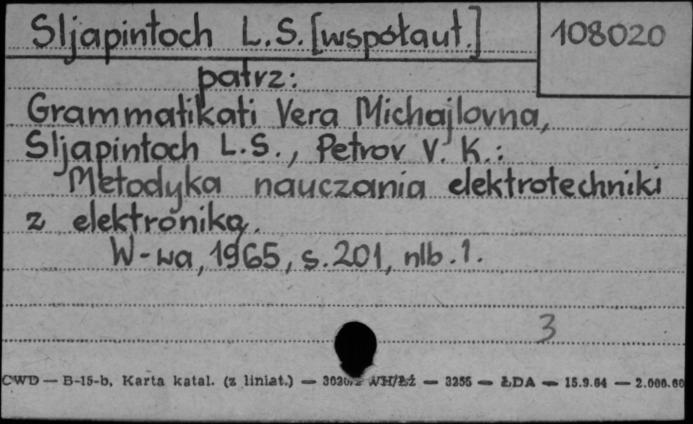 Sljapintoch L.S. [współaut.]
108020
patrz:
Grammatikati Vera Michajlovna,
Sljapintoch L.S., Petrov V. K.:
Metodyka nauczania elektrotechniki
z elektroniką.
W-wa, 1965, s. 201, nlb. 1.
3
CWD — B-15-b, Karta katal. (z liniat.) — WH/Łż — 3255 — ŁDA — 15.9.64 — 2.000.00